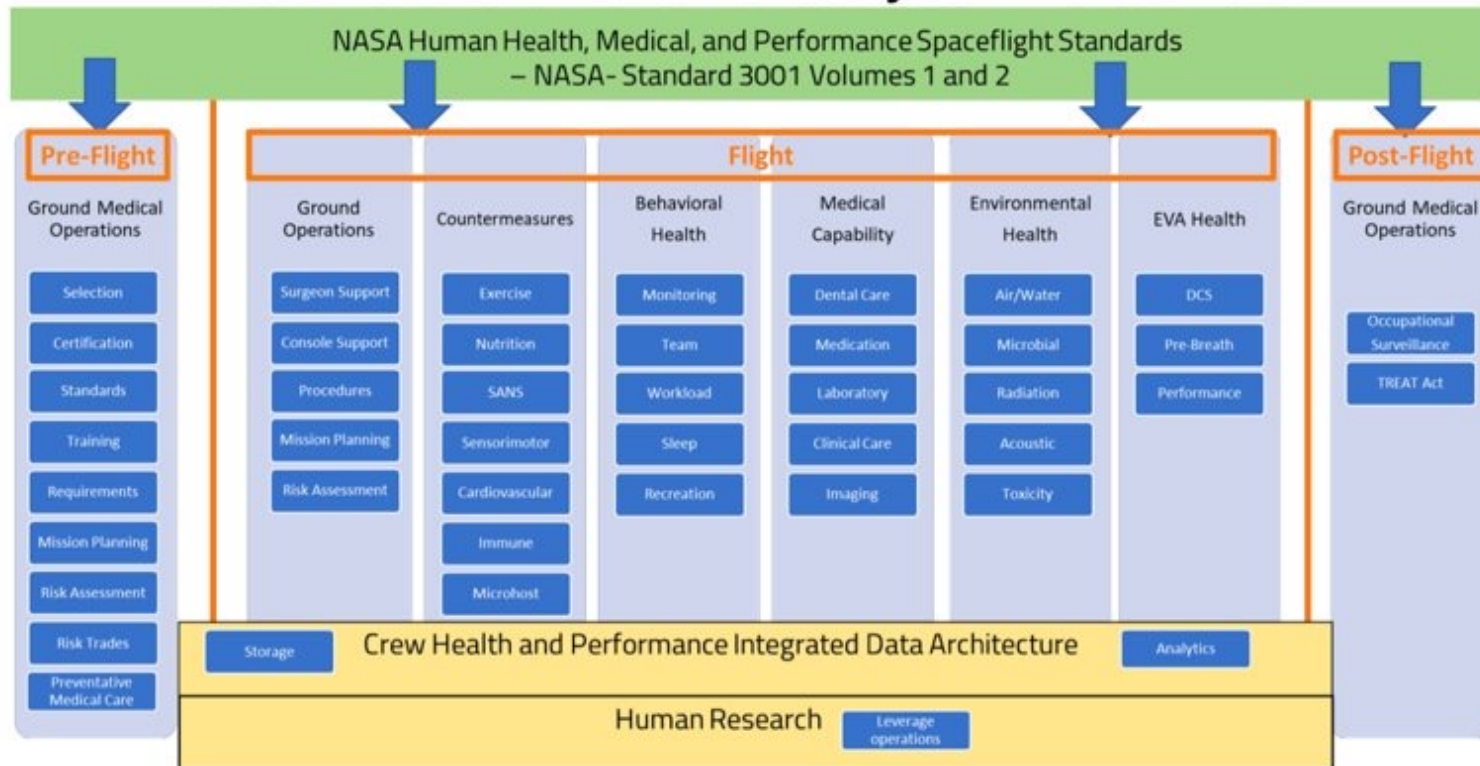 NASA Human Health, Medical, and Performance Spaceflight Standards
– NASA- Standard 3001 Volumes 1 and 2
Pre-Flight
Ground Medical
Operations
Selection
Certification
Standards
Training
Requirements
Mission Planning
Risk Assessment
Risk Trades
Preventative
Medical Care
Flight
Ground
Operations
Surgeon Support
Console Support
Procedures
Mission Planning
Risk Assessment
Countermeasures
Exercise
Nutrition
SANS
Sensorimotor
Cardiovascular
Immune
Microhost
Behavioral
Health
Monitoring
Team
Workload
Sleep
Recreation
Medical
Capability
Dental Care
Medication
Laboratory
Clinical Care
Imaging
Environmental
Health
Air/Water
Microbial
Radiation
Acoustic
Toxicity
EVA Health
DCS
Pre-Breath
Performance
Post-Flight
Ground Medical
Operations
Occupational
Surveillance
TREAT Act
Storage
Crew Health and Performance Integrated Data Architecture
Analytics
Human Research
Leverage
operations